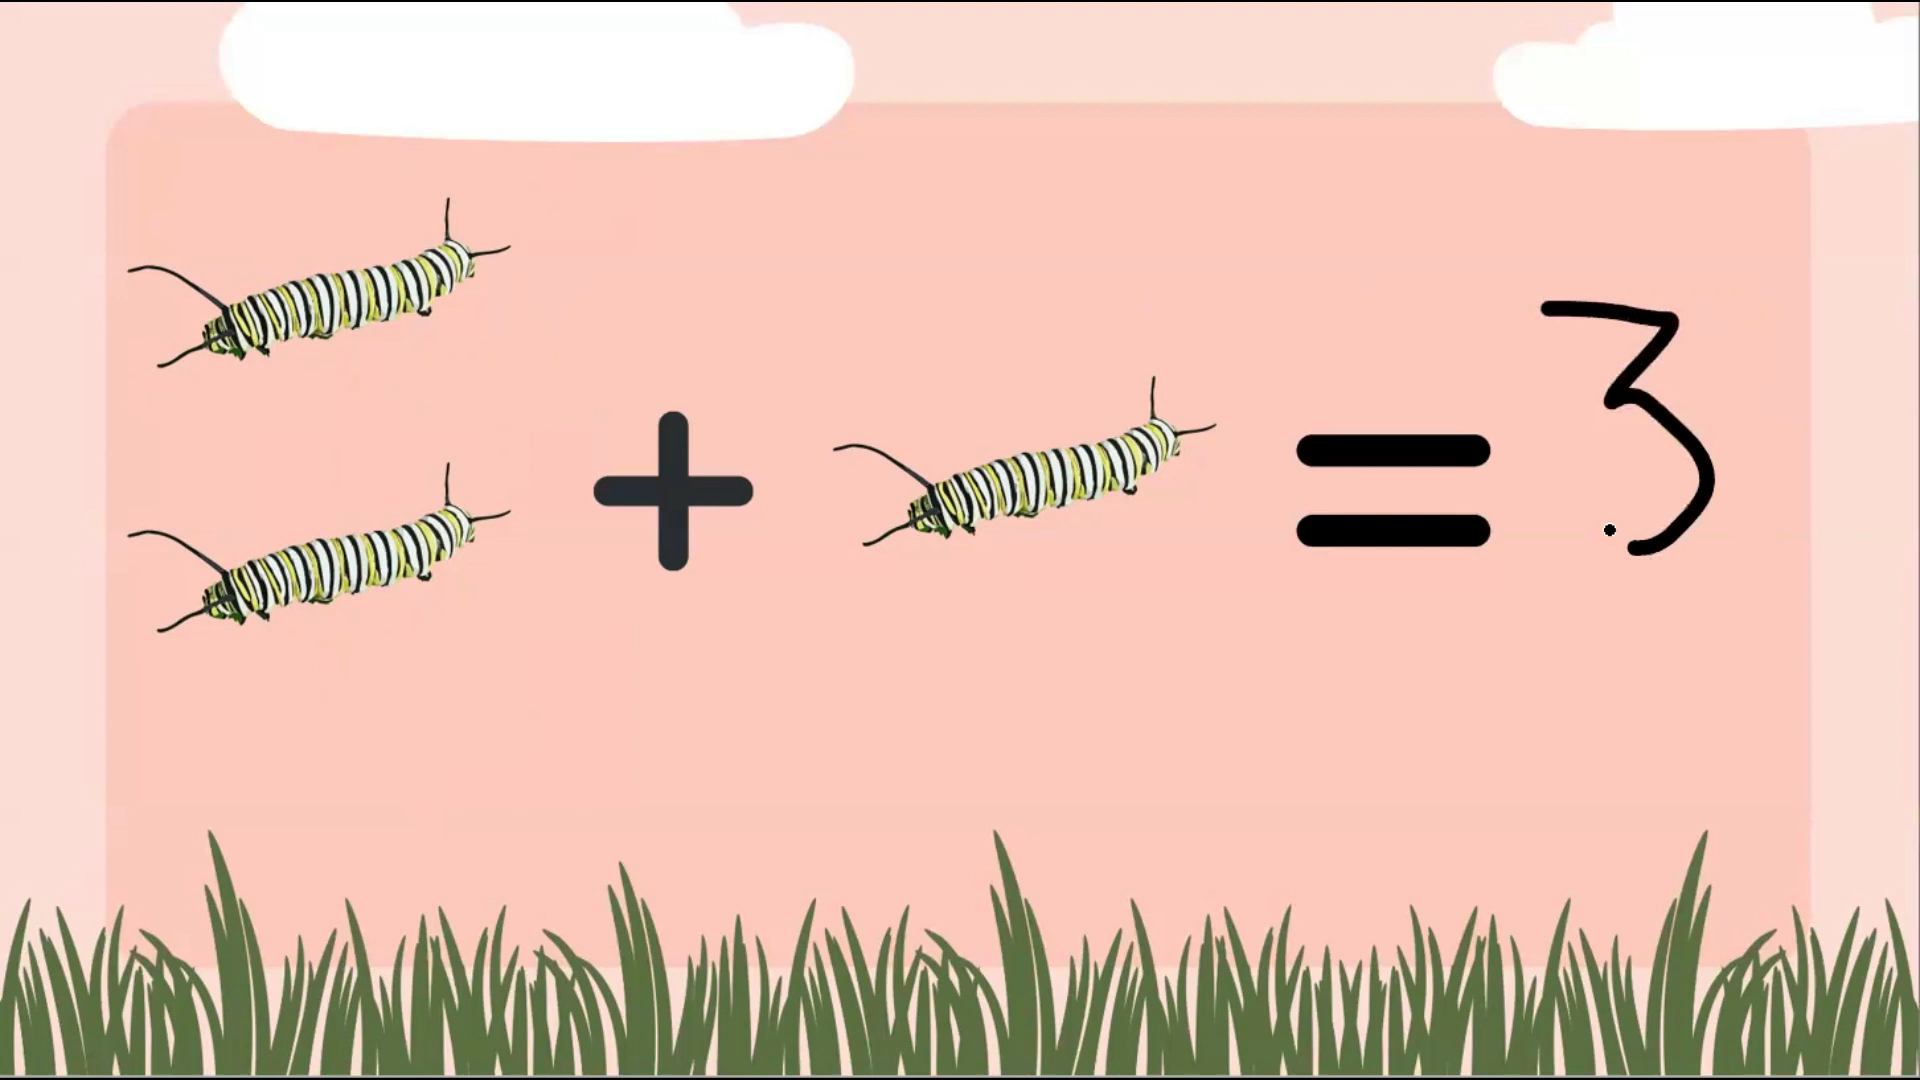 + = 3